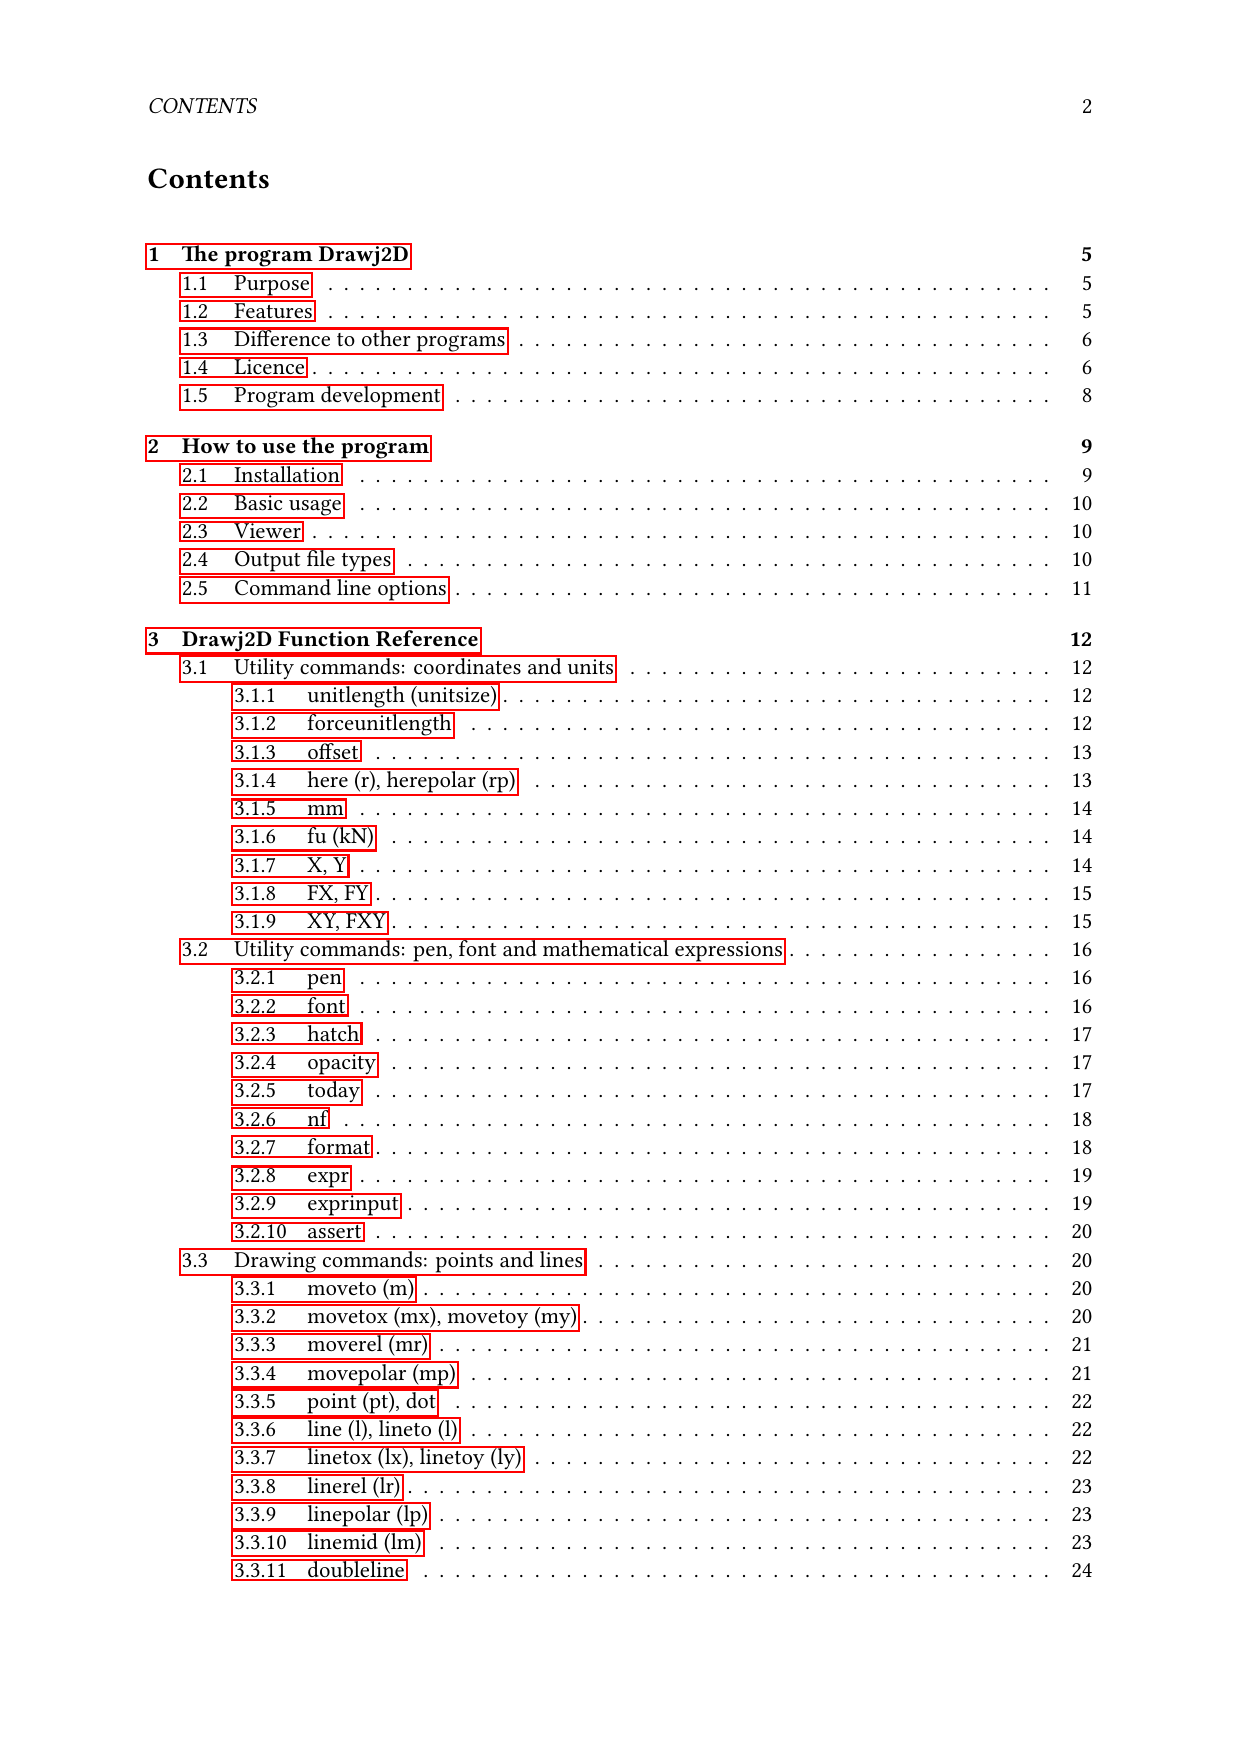 CONTENTS 2
Contents
1 The program Drawj2D 5
1.1 Purpose . . . . . . . . . . . . . . . . . . . . . . . . . . . . . . . . . . . . . . . . . . . . . . 5
1.2 Features . . . . . . . . . . . . . . . . . . . . . . . . . . . . . . . . . . . . . . . . . . . . . . 5
1.3 Difference to other programs . . . . . . . . . . . . . . . . . . . . . . . . . . . . . . . . . . 6
1.4 Licence . . . . . . . . . . . . . . . . . . . . . . . . . . . . . . . . . . . . . . . . . . . . . . . 6
1.5 Program development . . . . . . . . . . . . . . . . . . . . . . . . . . . . . . . . . . . . . . 8
2 How to use the program 9
2.1 Installation . . . . . . . . . . . . . . . . . . . . . . . . . . . . . . . . . . . . . . . . . . . . 9
2.2 Basic usage . . . . . . . . . . . . . . . . . . . . . . . . . . . . . . . . . . . . . . . . . . . . 10
2.3 Viewer . . . . . . . . . . . . . . . . . . . . . . . . . . . . . . . . . . . . . . . . . . . . . . . 10
2.4 Output file types . . . . . . . . . . . . . . . . . . . . . . . . . . . . . . . . . . . . . . . . . 10
2.5 Command line options . . . . . . . . . . . . . . . . . . . . . . . . . . . . . . . . . . . . . . 11
3 Drawj2D Function Reference 12
3.1 Utility commands: coordinates and units . . . . . . . . . . . . . . . . . . . . . . . . . . . 12
3.1.1 unitlength (unitsize) . . . . . . . . . . . . . . . . . . . . . . . . . . . . . . . . . . . 12
3.1.2 forceunitlength . . . . . . . . . . . . . . . . . . . . . . . . . . . . . . . . . . . . . 12
3.1.3 offset . . . . . . . . . . . . . . . . . . . . . . . . . . . . . . . . . . . . . . . . . . . 13
3.1.4 here (r), herepolar (rp) . . . . . . . . . . . . . . . . . . . . . . . . . . . . . . . . . 13
3.1.5 mm . . . . . . . . . . . . . . . . . . . . . . . . . . . . . . . . . . . . . . . . . . . . 14
3.1.6 fu (kN) . . . . . . . . . . . . . . . . . . . . . . . . . . . . . . . . . . . . . . . . . . 14
3.1.7 X, Y . . . . . . . . . . . . . . . . . . . . . . . . . . . . . . . . . . . . . . . . . . . . 14
3.1.8 FX, FY . . . . . . . . . . . . . . . . . . . . . . . . . . . . . . . . . . . . . . . . . . . 15
3.1.9 XY, FXY . . . . . . . . . . . . . . . . . . . . . . . . . . . . . . . . . . . . . . . . . . 15
3.2 Utility commands: pen, font and mathematical expressions . . . . . . . . . . . . . . . . . 16
3.2.1 pen . . . . . . . . . . . . . . . . . . . . . . . . . . . . . . . . . . . . . . . . . . . . 16
3.2.2 font . . . . . . . . . . . . . . . . . . . . . . . . . . . . . . . . . . . . . . . . . . . . 16
3.2.3 hatch . . . . . . . . . . . . . . . . . . . . . . . . . . . . . . . . . . . . . . . . . . . 17
3.2.4 opacity . . . . . . . . . . . . . . . . . . . . . . . . . . . . . . . . . . . . . . . . . . 17
3.2.5 today . . . . . . . . . . . . . . . . . . . . . . . . . . . . . . . . . . . . . . . . . . . 17
3.2.6 nf . . . . . . . . . . . . . . . . . . . . . . . . . . . . . . . . . . . . . . . . . . . . . 18
3.2.7 format . . . . . . . . . . . . . . . . . . . . . . . . . . . . . . . . . . . . . . . . . . . 18
3.2.8 expr . . . . . . . . . . . . . . . . . . . . . . . . . . . . . . . . . . . . . . . . . . . . 19
3.2.9 exprinput . . . . . . . . . . . . . . . . . . . . . . . . . . . . . . . . . . . . . . . . . 19
3.2.10 assert . . . . . . . . . . . . . . . . . . . . . . . . . . . . . . . . . . . . . . . . . . . 20
3.3 Drawing commands: points and lines . . . . . . . . . . . . . . . . . . . . . . . . . . . . . 20
3.3.1 moveto (m) . . . . . . . . . . . . . . . . . . . . . . . . . . . . . . . . . . . . . . . . 20
3.3.2 movetox (mx), movetoy (my) . . . . . . . . . . . . . . . . . . . . . . . . . . . . . . 20
3.3.3 moverel (mr) . . . . . . . . . . . . . . . . . . . . . . . . . . . . . . . . . . . . . . . 21
3.3.4 movepolar (mp) . . . . . . . . . . . . . . . . . . . . . . . . . . . . . . . . . . . . . 21
3.3.5 point (pt), dot . . . . . . . . . . . . . . . . . . . . . . . . . . . . . . . . . . . . . . 22
3.3.6 line (l), lineto (l) . . . . . . . . . . . . . . . . . . . . . . . . . . . . . . . . . . . . . 22
3.3.7 linetox (lx), linetoy (ly) . . . . . . . . . . . . . . . . . . . . . . . . . . . . . . . . . 22
3.3.8 linerel (lr) . . . . . . . . . . . . . . . . . . . . . . . . . . . . . . . . . . . . . . . . . 23
3.3.9 linepolar (lp) . . . . . . . . . . . . . . . . . . . . . . . . . . . . . . . . . . . . . . . 23
3.3.10 linemid (lm) . . . . . . . . . . . . . . . . . . . . . . . . . . . . . . . . . . . . . . . 23
3.3.11 doubleline . . . . . . . . . . . . . . . . . . . . . . . . . . . . . . . . . . . . . . . . 24